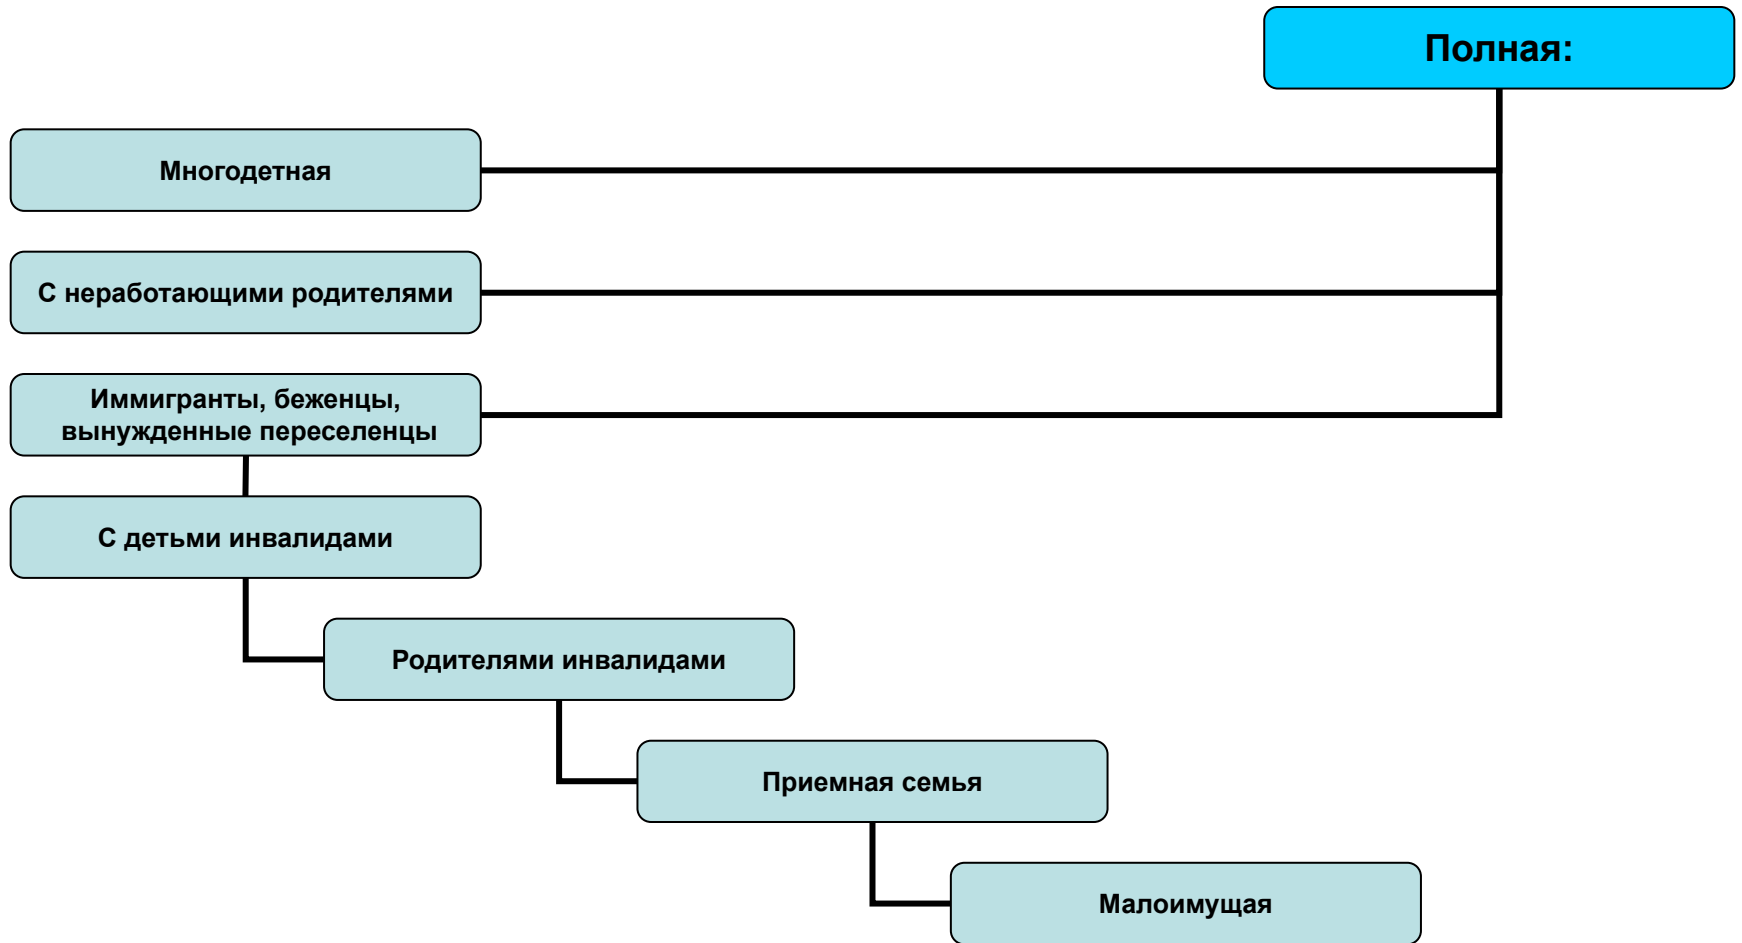 Полная:
Многодетная
С неработающими родителями
Иммигранты, беженцы,
вынужденные переселенцы
С детьми инвалидами
Родителями инвалидами
Приемная семья
Малоимущая